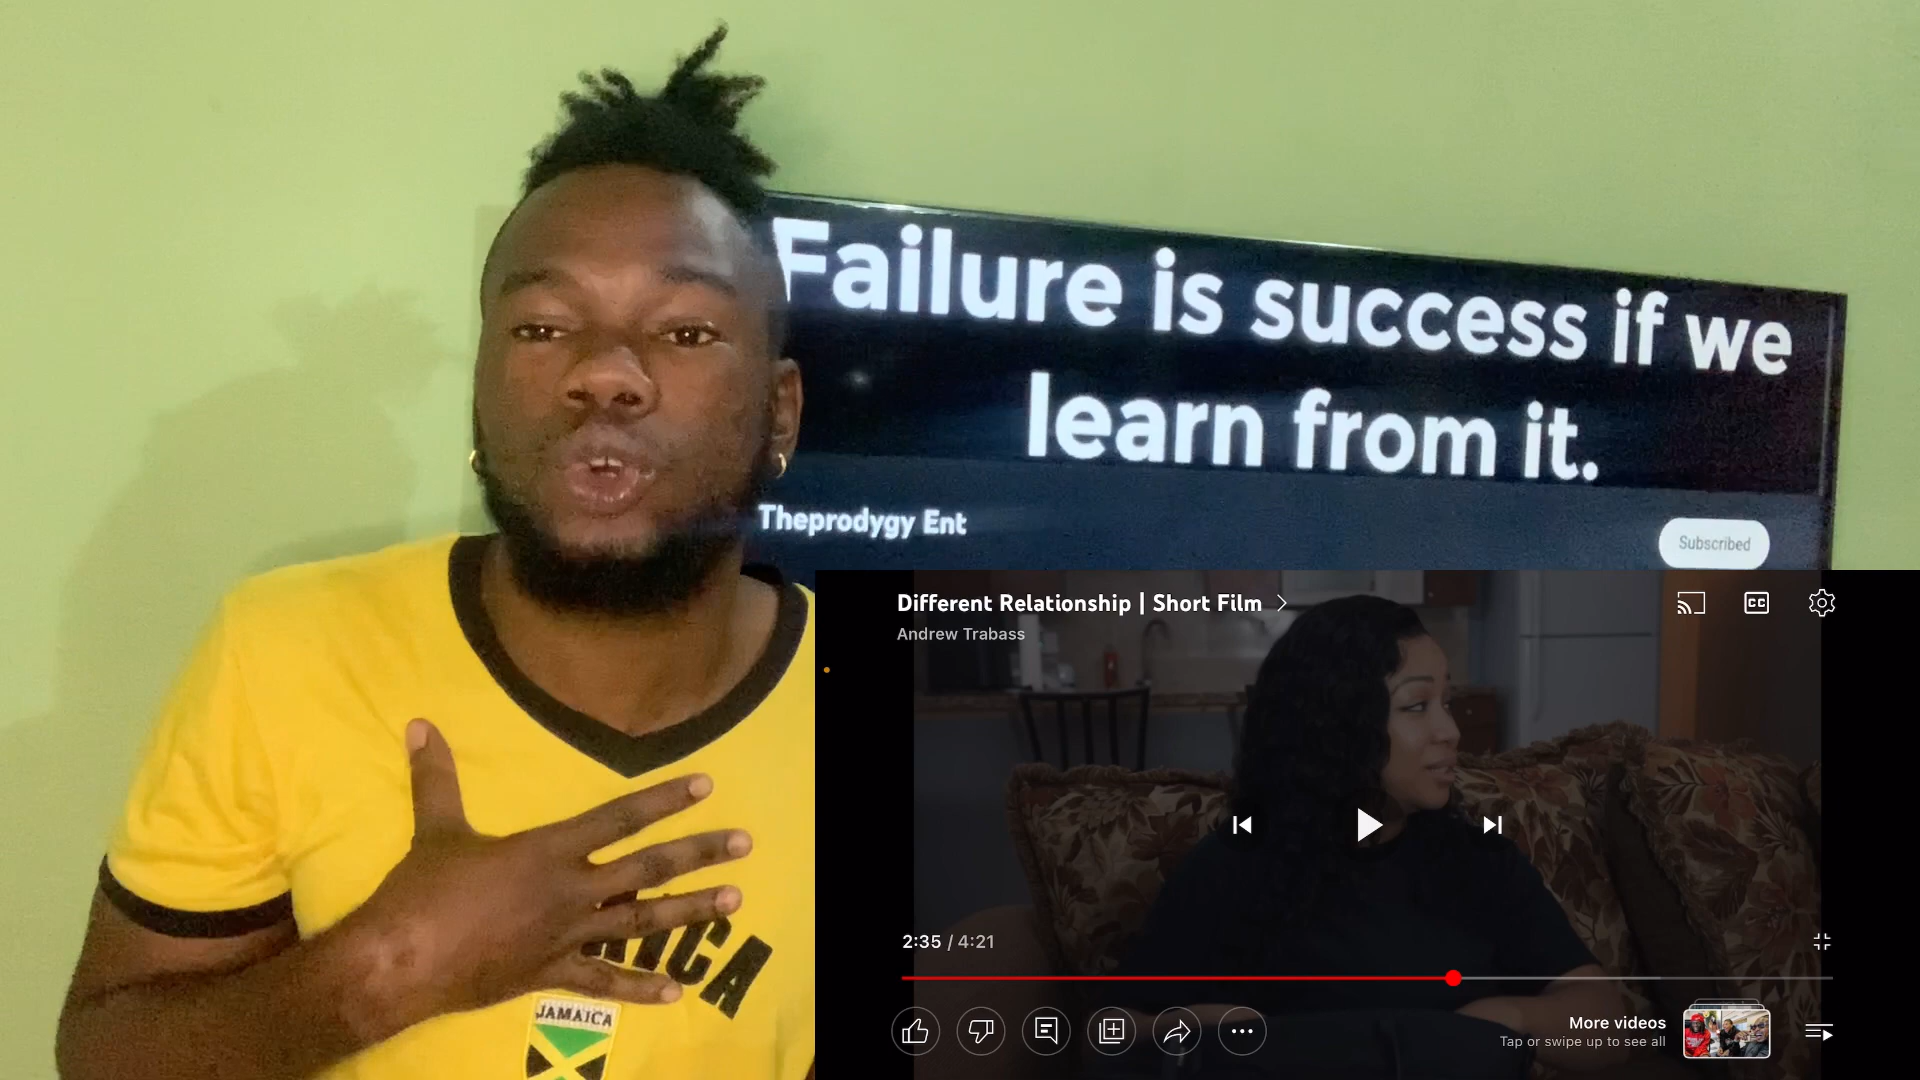 Failure is success if we
learn from it.
Theprodygy Ent
Subscribed
Different Relationship | Short Film
Andrew Trabass
CC
2:35 / 4:21
JAMAICA
More videos
Tap or swipe up to see all